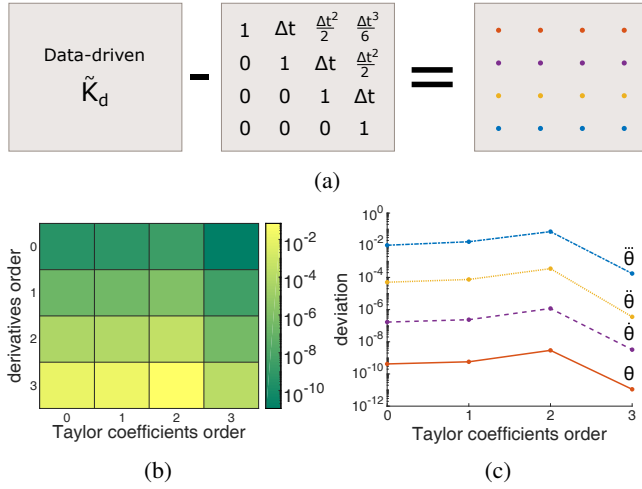 Data-driven
K̃d
-
1 Δt Δt²/2 Δt³/6
0 1 Δt Δt²/2
0 0 1 Δt
0 0 0 1
=
(a)
derivatives order
0
1
2
3
0 1 2 3
Taylor coefficients order
10⁻²
10⁻⁴
10⁻⁶
10⁻⁸
10⁻¹⁰
(b)
deviation
10⁰
10⁻²
10⁻⁴
10⁻⁶
10⁻⁸
10⁻¹⁰
10⁻¹²
θ⃛
θ̈
θ̇
θ
0 1 2 3
Taylor coefficients order
(c)